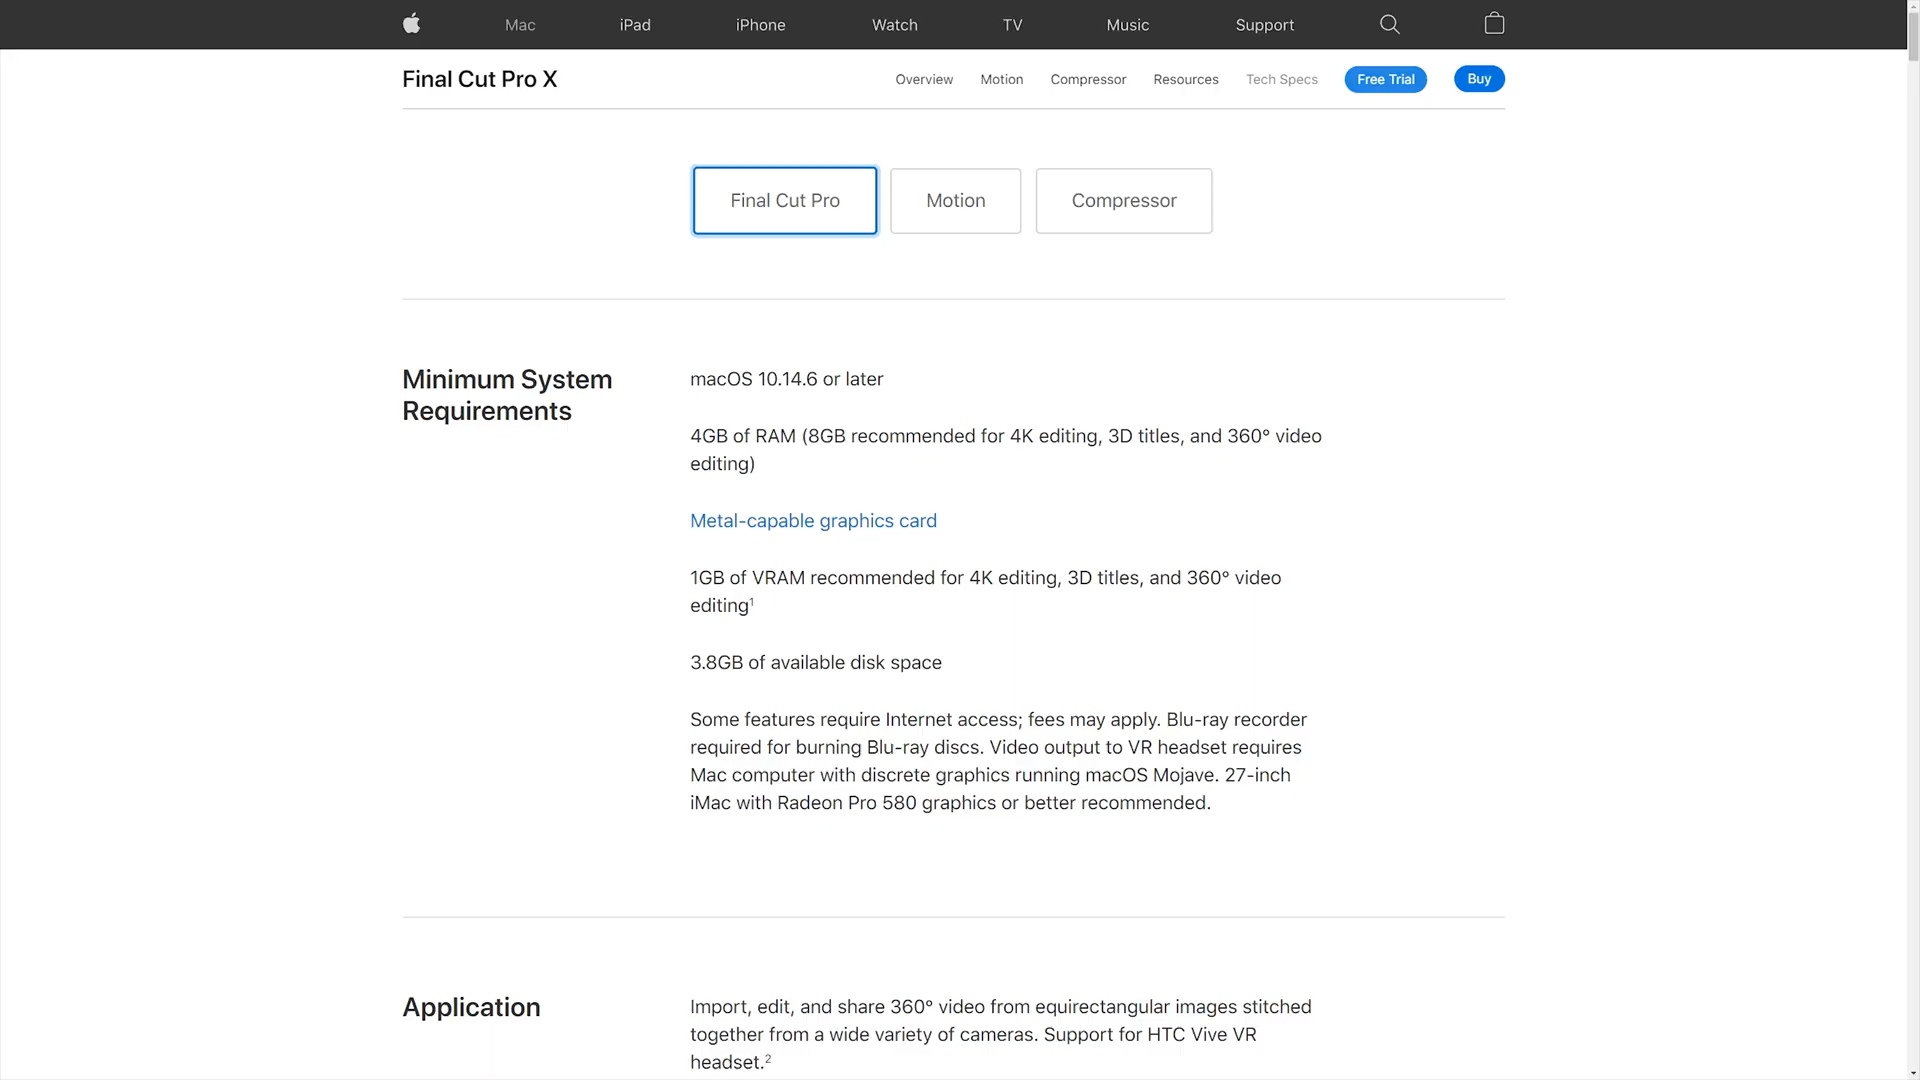 Mac iPad iPhone Watch TV Music Support
Final Cut Pro X Overview Motion Compressor Resources Tech Specs Free Trial Buy
Final Cut Pro Motion Compressor
Minimum System
Requirements
macOS 10.14.6 or later
4GB of RAM (8GB recommended for 4K editing, 3D titles, and 360° video
editing)
Metal-capable graphics card
1GB of VRAM recommended for 4K editing, 3D titles, and 360° video
editing¹
3.8GB of available disk space
Some features require Internet access; fees may apply. Blu-ray recorder
required for burning Blu-ray discs. Video output to VR headset requires
Mac computer with discrete graphics running macOS Mojave. 27-inch
iMac with Radeon Pro 580 graphics or better recommended.
Application
Import, edit, and share 360° video from equirectangular images stitched
together from a wide variety of cameras. Support for HTC Vive VR
headset.²